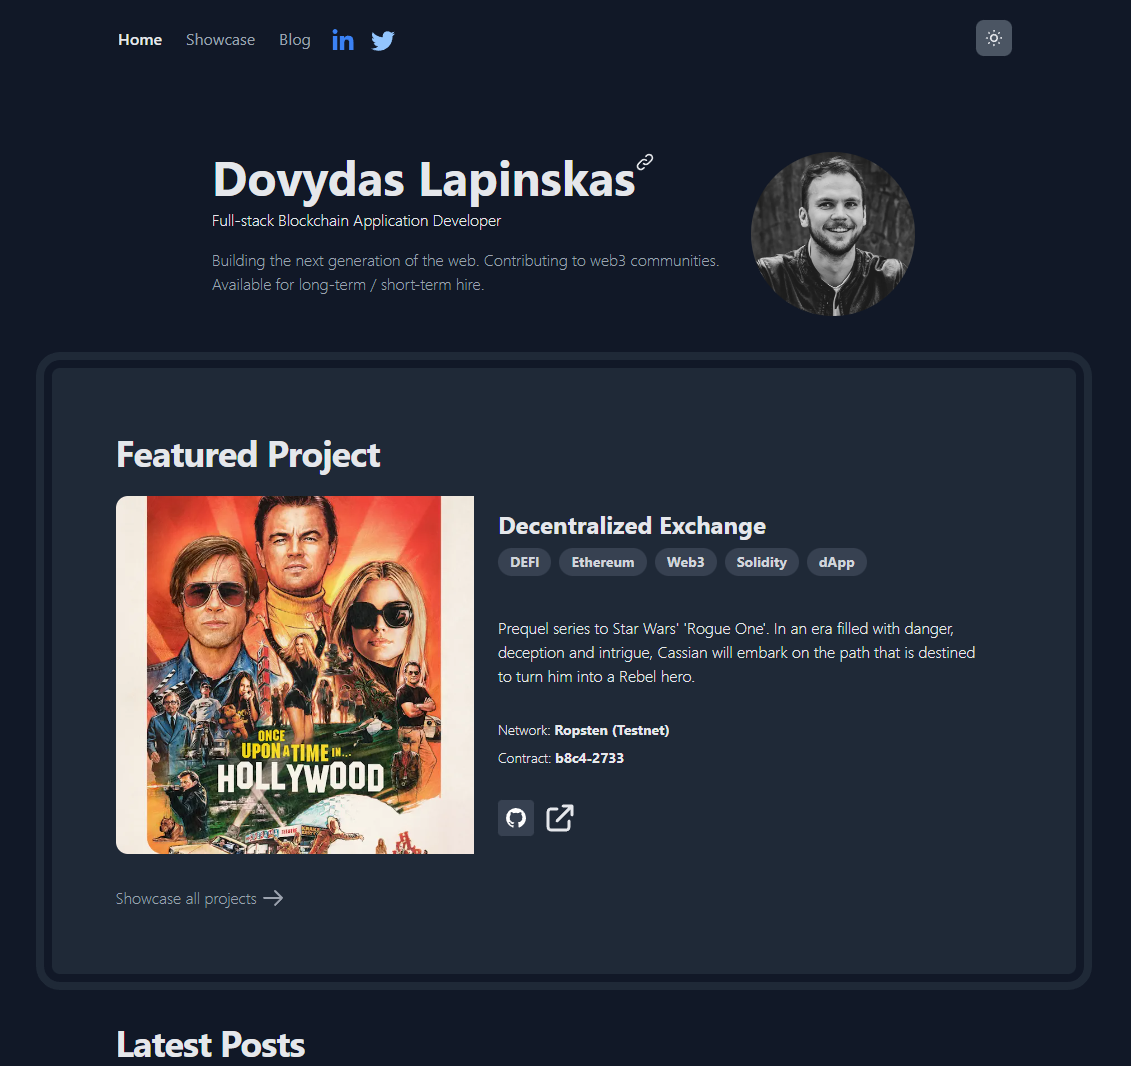 Home Showcase Blog in
Dovydas Lapinskas
Full-stack Blockchain Application Developer
Building the next generation of the web. Contributing to web3 communities.
Available for long-term / short-term hire.
Featured Project
ONCE
UPON A TIME IN...
HOLLYWOOD
Decentralized Exchange
DEFI Ethereum Web3 Solidity dApp
Prequel series to Star Wars' 'Rogue One'. In an era filled with danger,
deception and intrigue, Cassian will embark on the path that is destined
to turn him into a Rebel hero.
Network: Ropsten (Testnet)
Contract: b8c4-2733
Showcase all projects
Latest Posts